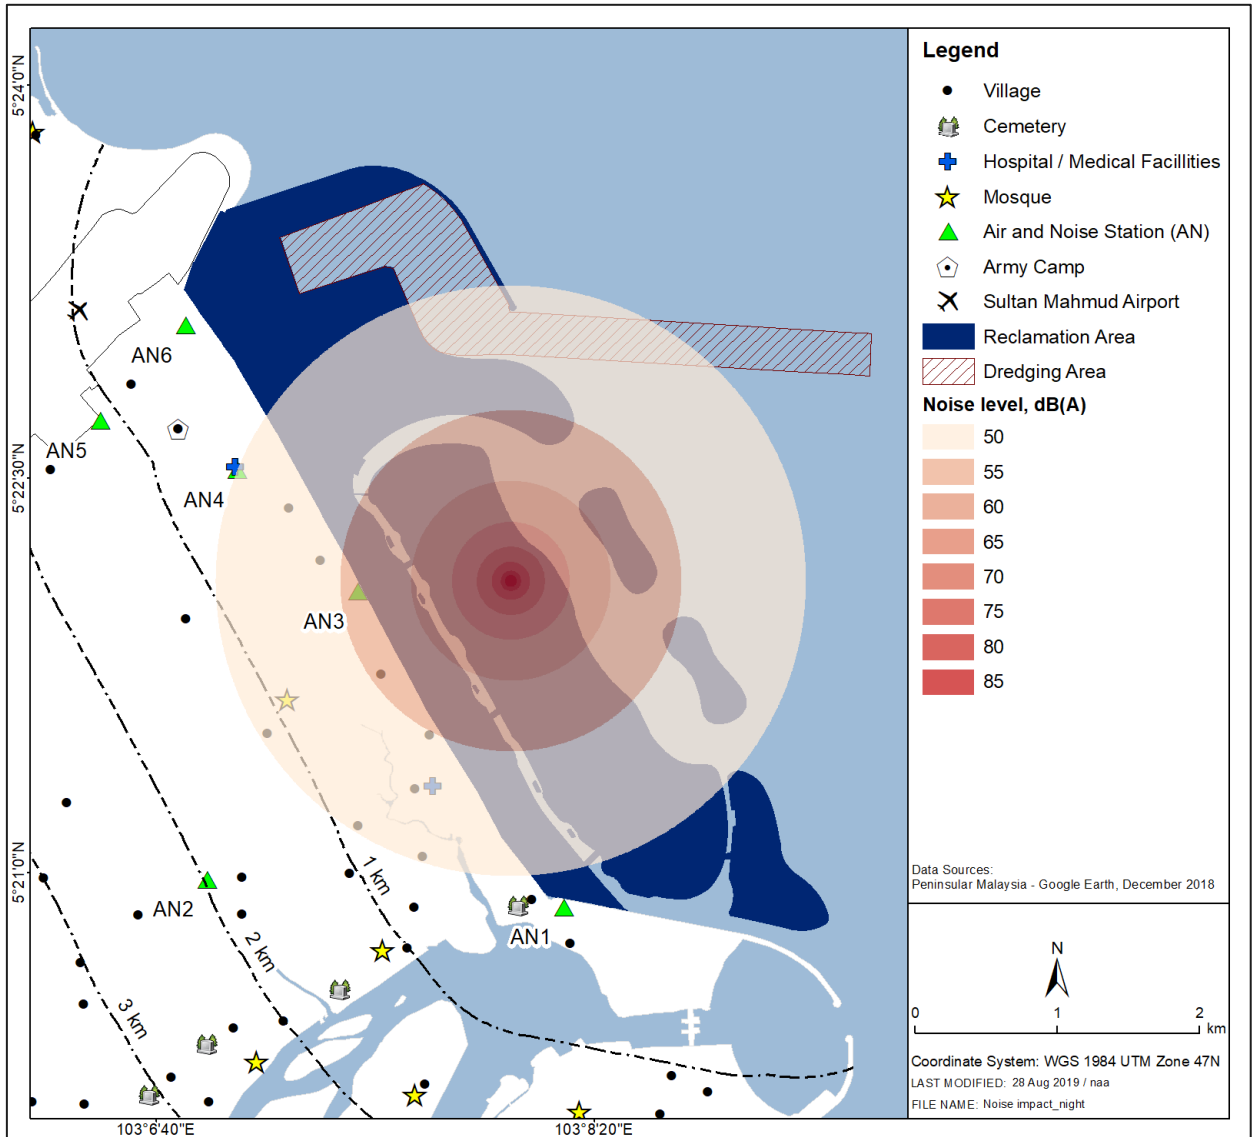 5°24'0"N
5°22'30"N
5°21'0"N
103°6'40"E
103°8'20"E
AN6
AN5
AN4
AN3
AN2
AN1
1 km
2 km
3 km
Legend
Village
Cemetery
Hospital / Medical Facillities
Mosque
Air and Noise Station (AN)
Army Camp
Sultan Mahmud Airport
Reclamation Area
Dredging Area
Noise level, dB(A)
50
55
60
65
70
75
80
85
Data Sources:
Peninsular Malaysia - Google Earth, December 2018
N
0 1 2
km
Coordinate System: WGS 1984 UTM Zone 47N
LAST MODIFIED: 28 Aug 2019 / naa
FILE NAME: Noise impact_night